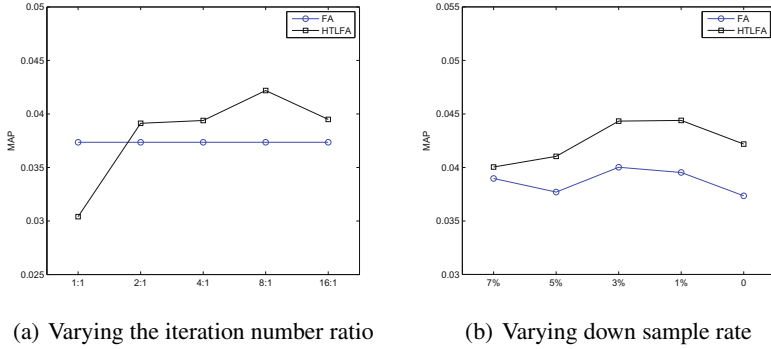 0.05
0.045
0.04
0.035
0.03
0.025
MAP
FA
HTLFA
1:1 2:1 4:1 8:1 16:1
(a) Varying the iteration number ratio
0.055
0.05
0.045
0.04
0.035
0.03
MAP
FA
HTLFA
7% 5% 3% 1% 0
(b) Varying down sample rate